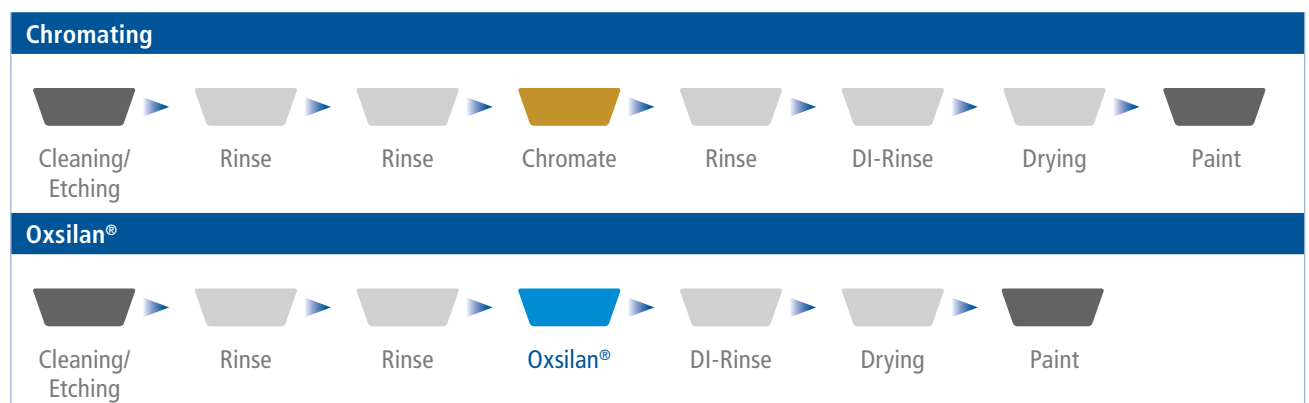 Chromating
Cleaning/ Rinse Rinse Chromate Rinse DI-Rinse Drying Paint
Etching
Oxsilan®
Cleaning/ Rinse Rinse Oxsilan® DI-Rinse Drying Paint
Etching